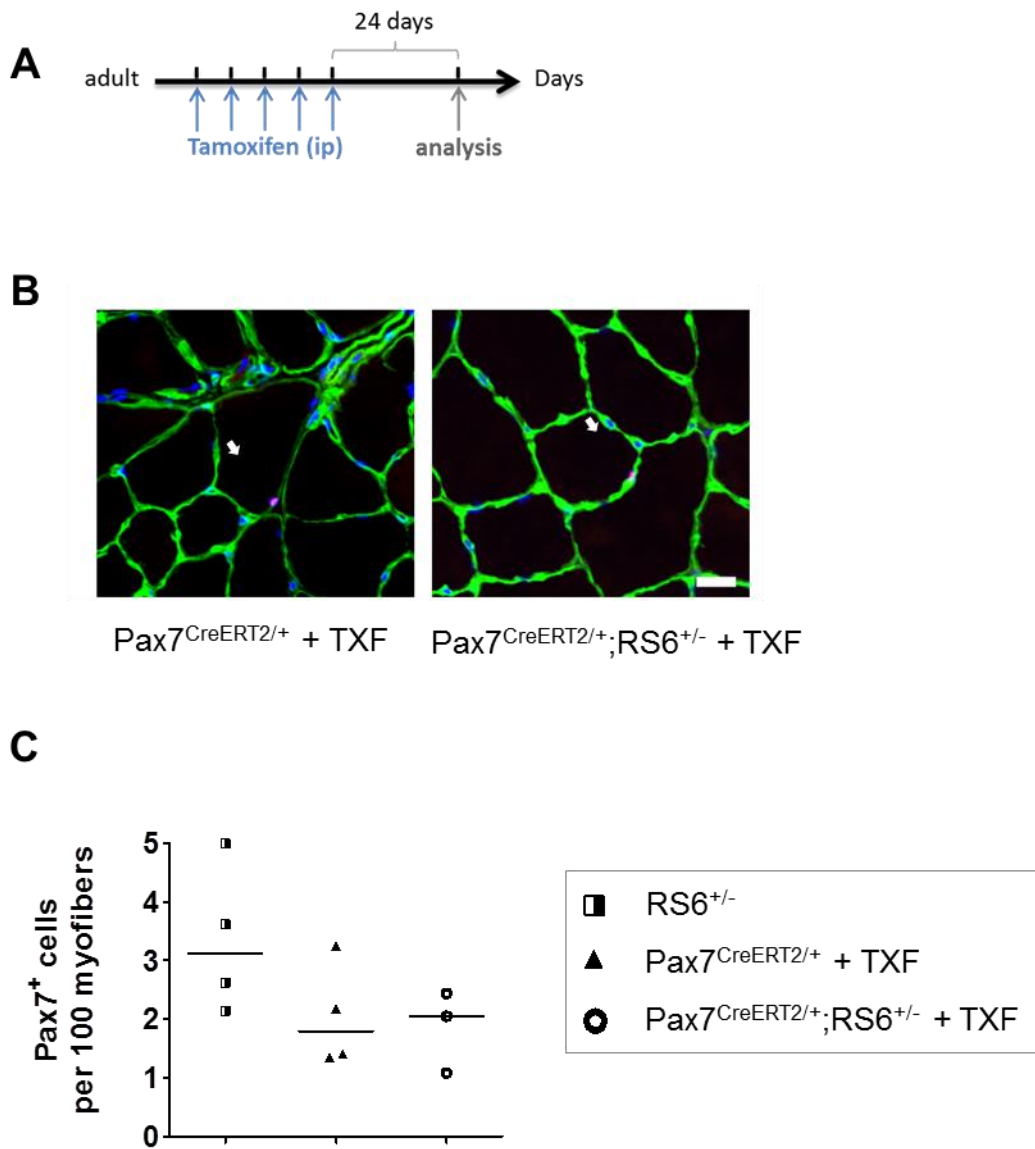 A
24 days
adult
Days
Tamoxifen (ip)
analysis
B
Pax7CreERT2/+ + TXF
Pax7CreERT2/+;RS6+/- + TXF
C
Pax7+ cells
per 100 myofibers
5
4
3
2
1
0
RS6+/-
Pax7CreERT2/+ + TXF
Pax7CreERT2/+;RS6+/- + TXF